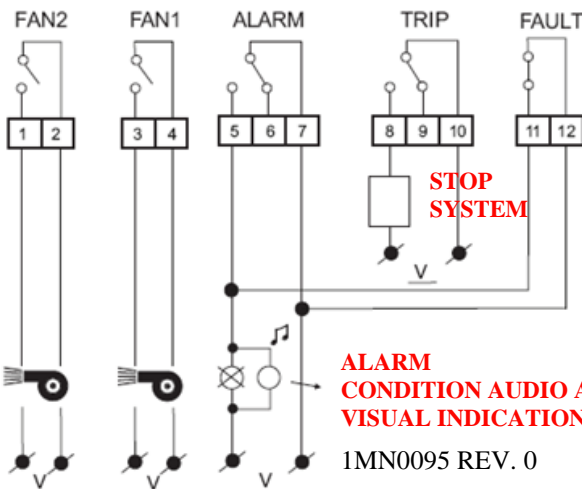 FAN2 FAN1 ALARM TRIP FAULT
1 2 3 4 5 6 7 8 9 10 11 12
STOP
SYSTEM
V
ALARM
CONDITION AUDIO A
VISUAL INDICATION
1MN0095 REV. 0
V V V